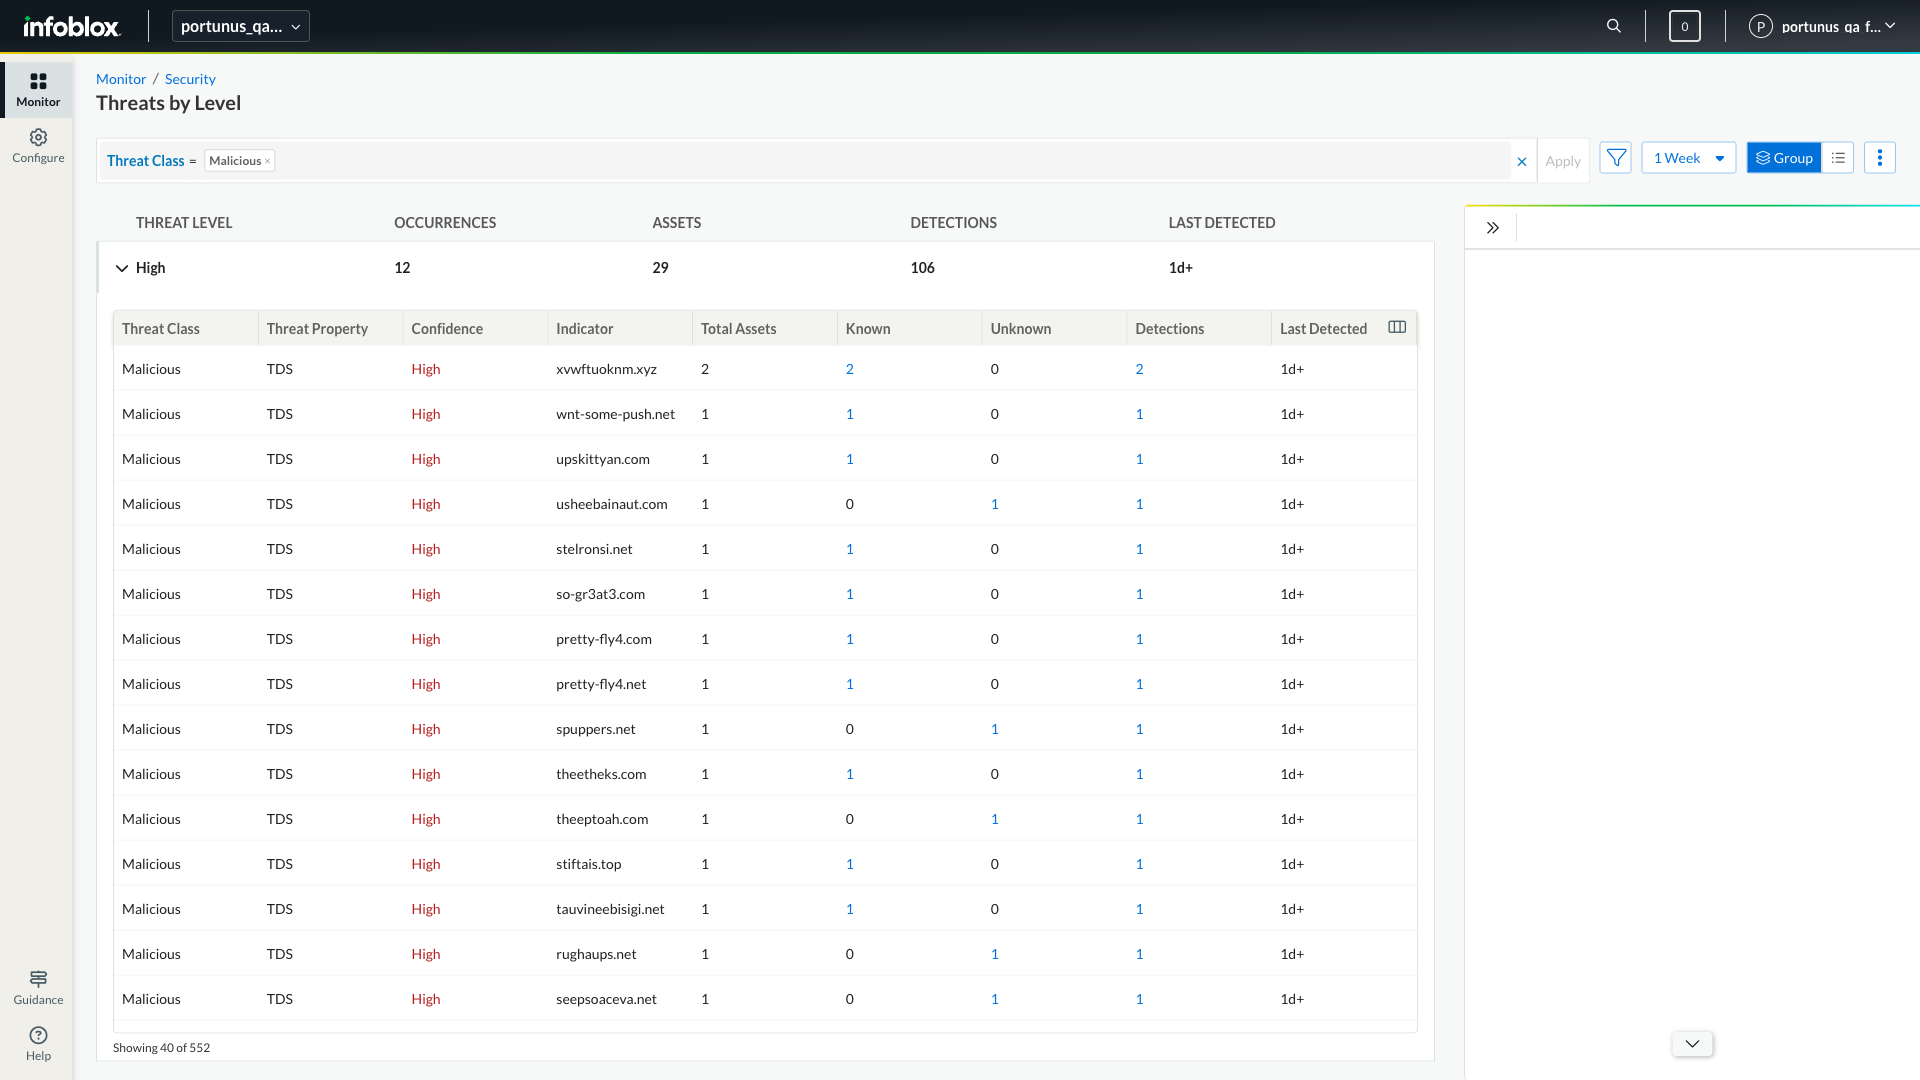 infoblox.
portunus_qa...
0
P
portunus_qa_f...
Monitor
Configure
Monitor / Security
Threats by Level
Threat Class = Malicious ×
×
Apply
1 Week
Group
THREAT LEVEL OCCURRENCES ASSETS DETECTIONS LAST DETECTED
High 12 29 106 1d+
Threat Class Threat Property Confidence Indicator Total Assets Known Unknown Detections Last Detected
Malicious TDS High xvwftuoknm.xyz 2 2 0 2 1d+
Malicious TDS High wnt-some-push.net 1 1 0 1 1d+
Malicious TDS High upskittyan.com 1 1 0 1 1d+
Malicious TDS High usheebainaut.com 1 0 1 1 1d+
Malicious TDS High stelronsi.net 1 1 0 1 1d+
Malicious TDS High so-gr3at3.com 1 1 0 1 1d+
Malicious TDS High pretty-fly4.com 1 1 0 1 1d+
Malicious TDS High pretty-fly4.net 1 1 0 1 1d+
Malicious TDS High spuppers.net 1 0 1 1 1d+
Malicious TDS High theetheks.com 1 1 0 1 1d+
Malicious TDS High theeptoah.com 1 0 1 1 1d+
Malicious TDS High stiftais.top 1 1 0 1 1d+
Malicious TDS High tauvineebisigi.net 1 1 0 1 1d+
Malicious TDS High rughaups.net 1 0 1 1 1d+
Malicious TDS High seepsoaceva.net 1 0 1 1 1d+
Showing 40 of 552
Guidance
Help